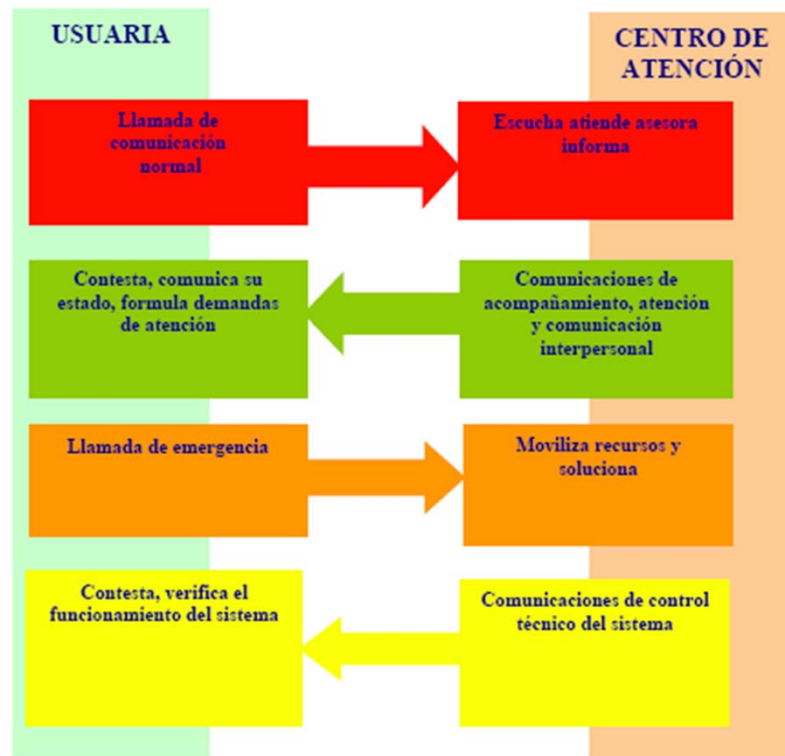 USUARIA
CENTRO DE
ATENCIÓN
Llamada de
comunicación
normal
Escucha atiende asesora
informa
Contesta, comunica su
estado, formula demandas
de atención
Comunicaciones de
acompañamiento, atención
y comunicación
interpersonal
Llamada de emergencia
Moviliza recursos y
soluciona
Contesta, verifica el
funcionamiento del sistema
Comunicaciones de control
técnico del sistema